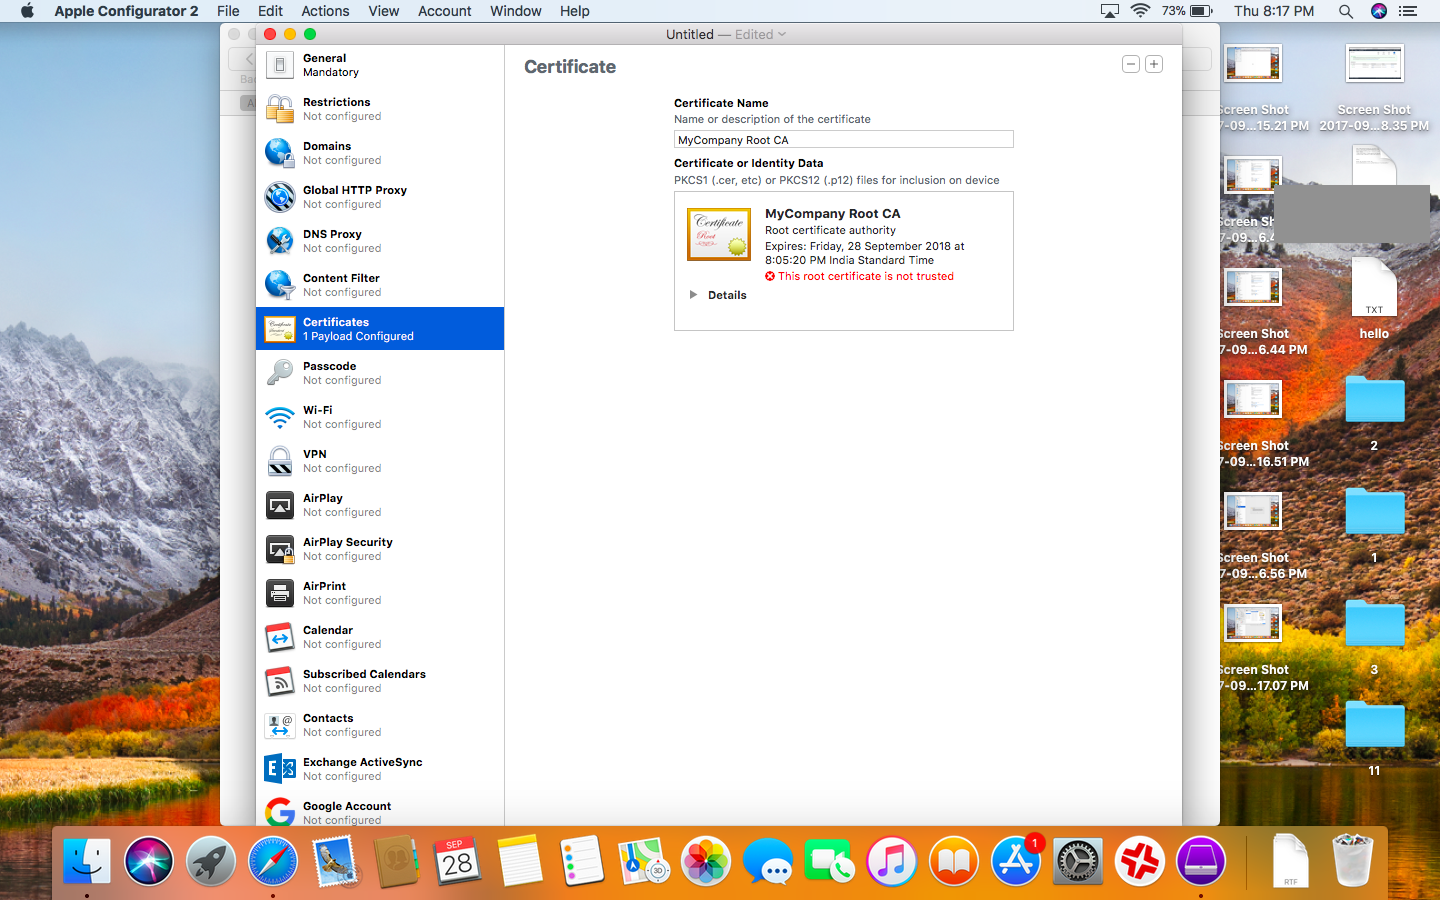 Apple Configurator 2 File Edit Actions View Account Window Help 73% Thu 8:17 PM
Untitled — Edited
General
Mandatory
Restrictions
Not configured
Domains
Not configured
Global HTTP Proxy
Not configured
DNS Proxy
Not configured
Content Filter
Not configured
Certificates
1 Payload Configured
Passcode
Not configured
Wi-Fi
Not configured
VPN
Not configured
AirPlay
Not configured
AirPlay Security
Not configured
AirPrint
Not configured
Calendar
Not configured
Subscribed Calendars
Not configured
Contacts
Not configured
Exchange ActiveSync
Not configured
Google Account
Not configured
Certificate
Certificate Name
Name or description of the certificate
MyCompany Root CA
Certificate or Identity Data
PKCS1 (.cer, etc) or PKCS12 (.p12) files for inclusion on device
Certificate
Root
MyCompany Root CA
Root certificate authority
Expires: Friday, 28 September 2018 at
8:05:20 PM India Standard Time
This root certificate is not trusted
Details
Screen Shot
7-09...15.21 PM
Screen Shot
2017-09...8.35 PM
Screen Shot
7-09...6.44 PM
TXT
hello
Screen Shot
7-09...16.51 PM
2
Screen Shot
7-09...6.56 PM
1
Screen Shot
7-09...17.07 PM
3
11
SEP
28
3D
1
RTF